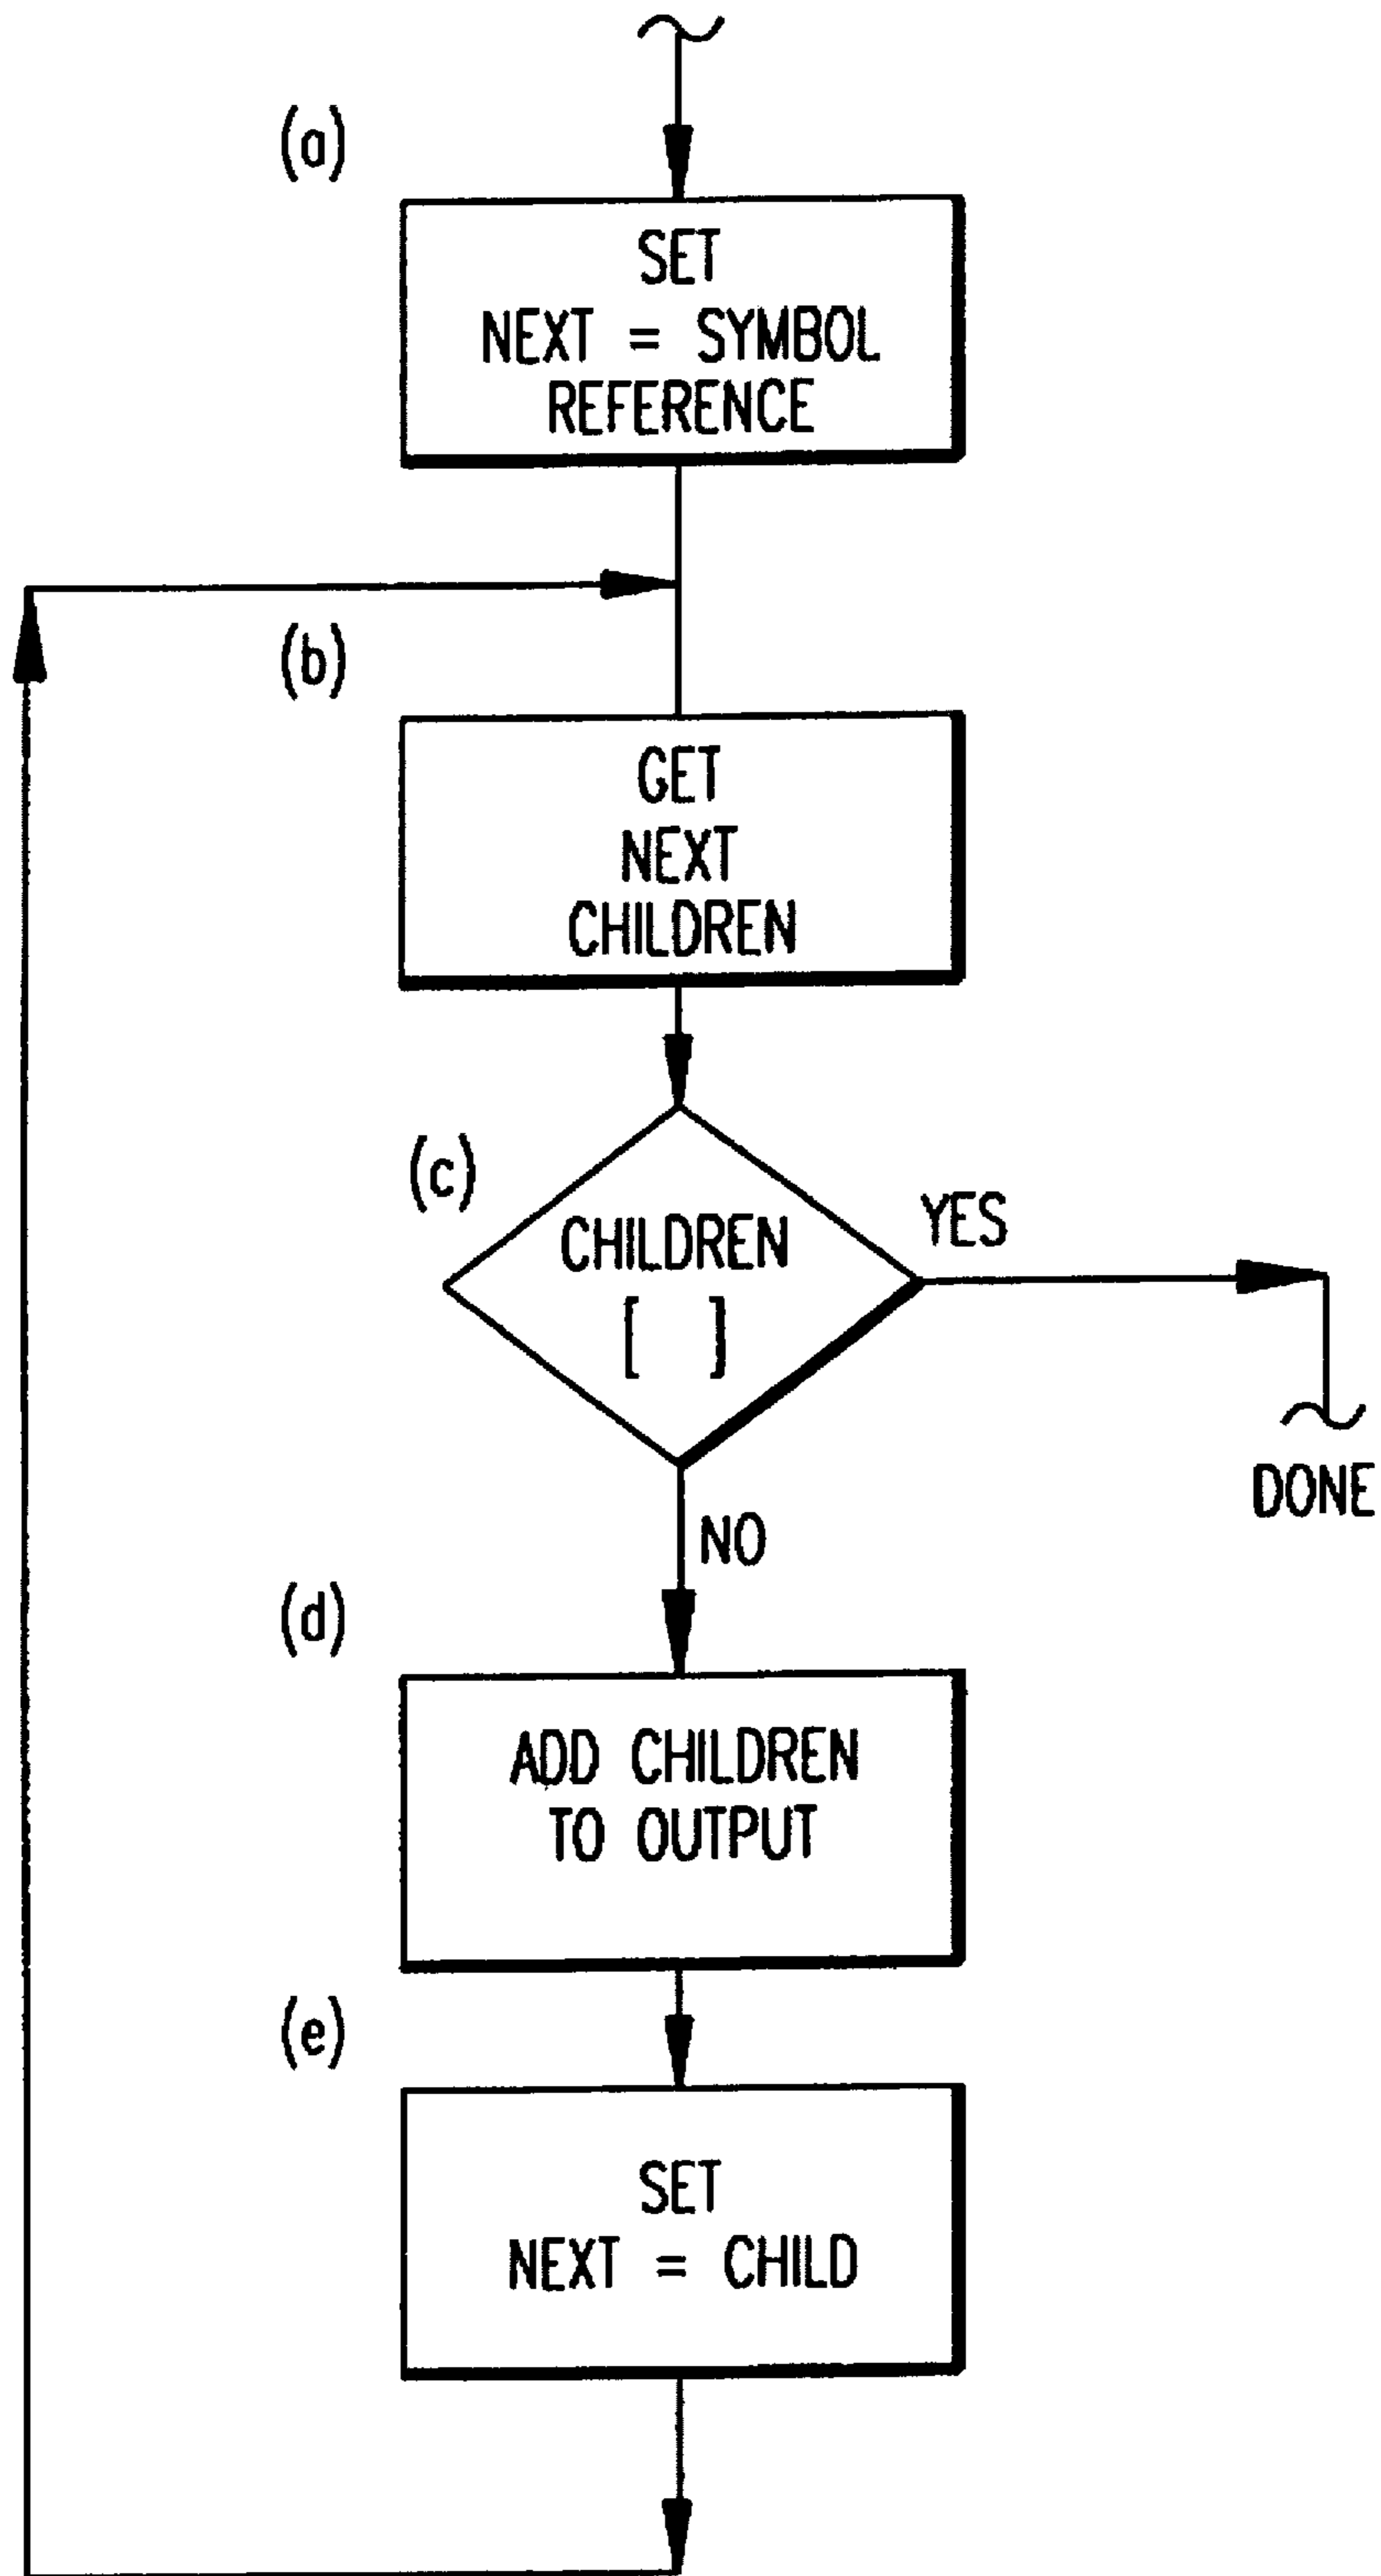 (a)
SET
NEXT = SYMBOL
REFERENCE
(b)
GET
NEXT
CHILDREN
(c)
CHILDREN
[ ]
YES
DONE
NO
(d)
ADD CHILDREN
TO OUTPUT
(e)
SET
NEXT = CHILD